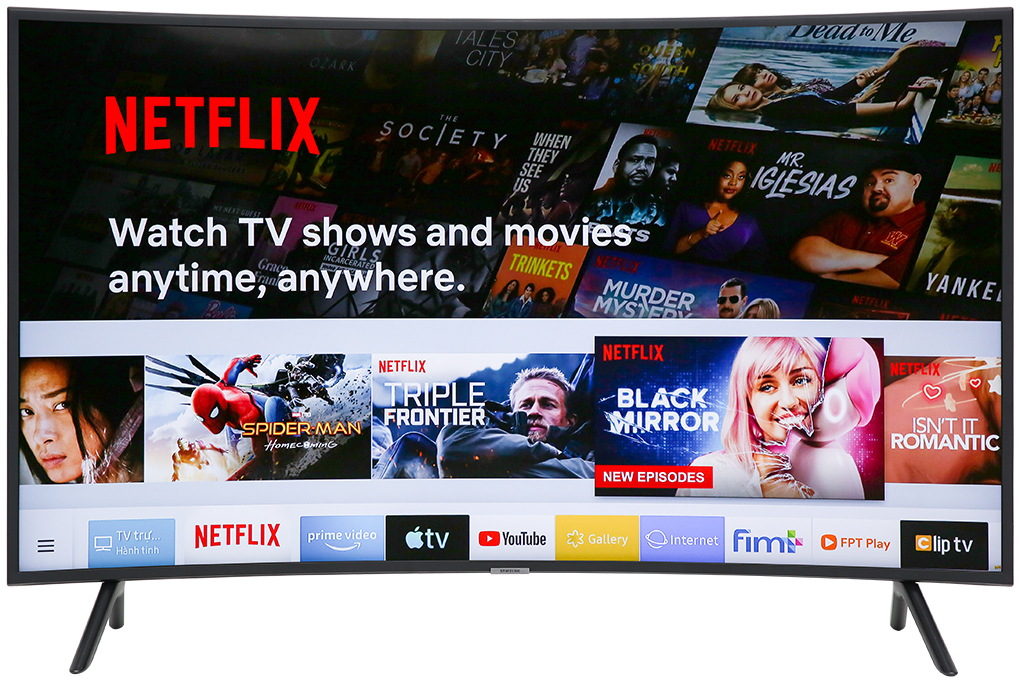 Dead to Me
TALES
CITY
QUEEN
SOUTH
OZARK
NETFLIX
THE
SOCIETY
WHEN
THEY
SEE
US
NETFLIX
MR.
IGLESIAS
Watch TV shows and movies
anytime, anywhere.
GIRLS
INCARCERATED
TRINKETS
NETFLIX
MURDER
MYSTERY
NETFLIX
YANKEE
SPIDER-MAN
HOMECOMING
NETFLIX
TRIPLE
FRONTIER
NETFLIX
BLACK
MIRROR
NEW EPISODES
NETFLIX
ISN'T IT
ROMANTIC
TV trư...
Hành tinh
NETFLIX
prime video
tv
YouTube
Gallery
Internet
fim+
FPT Play
Clip tv